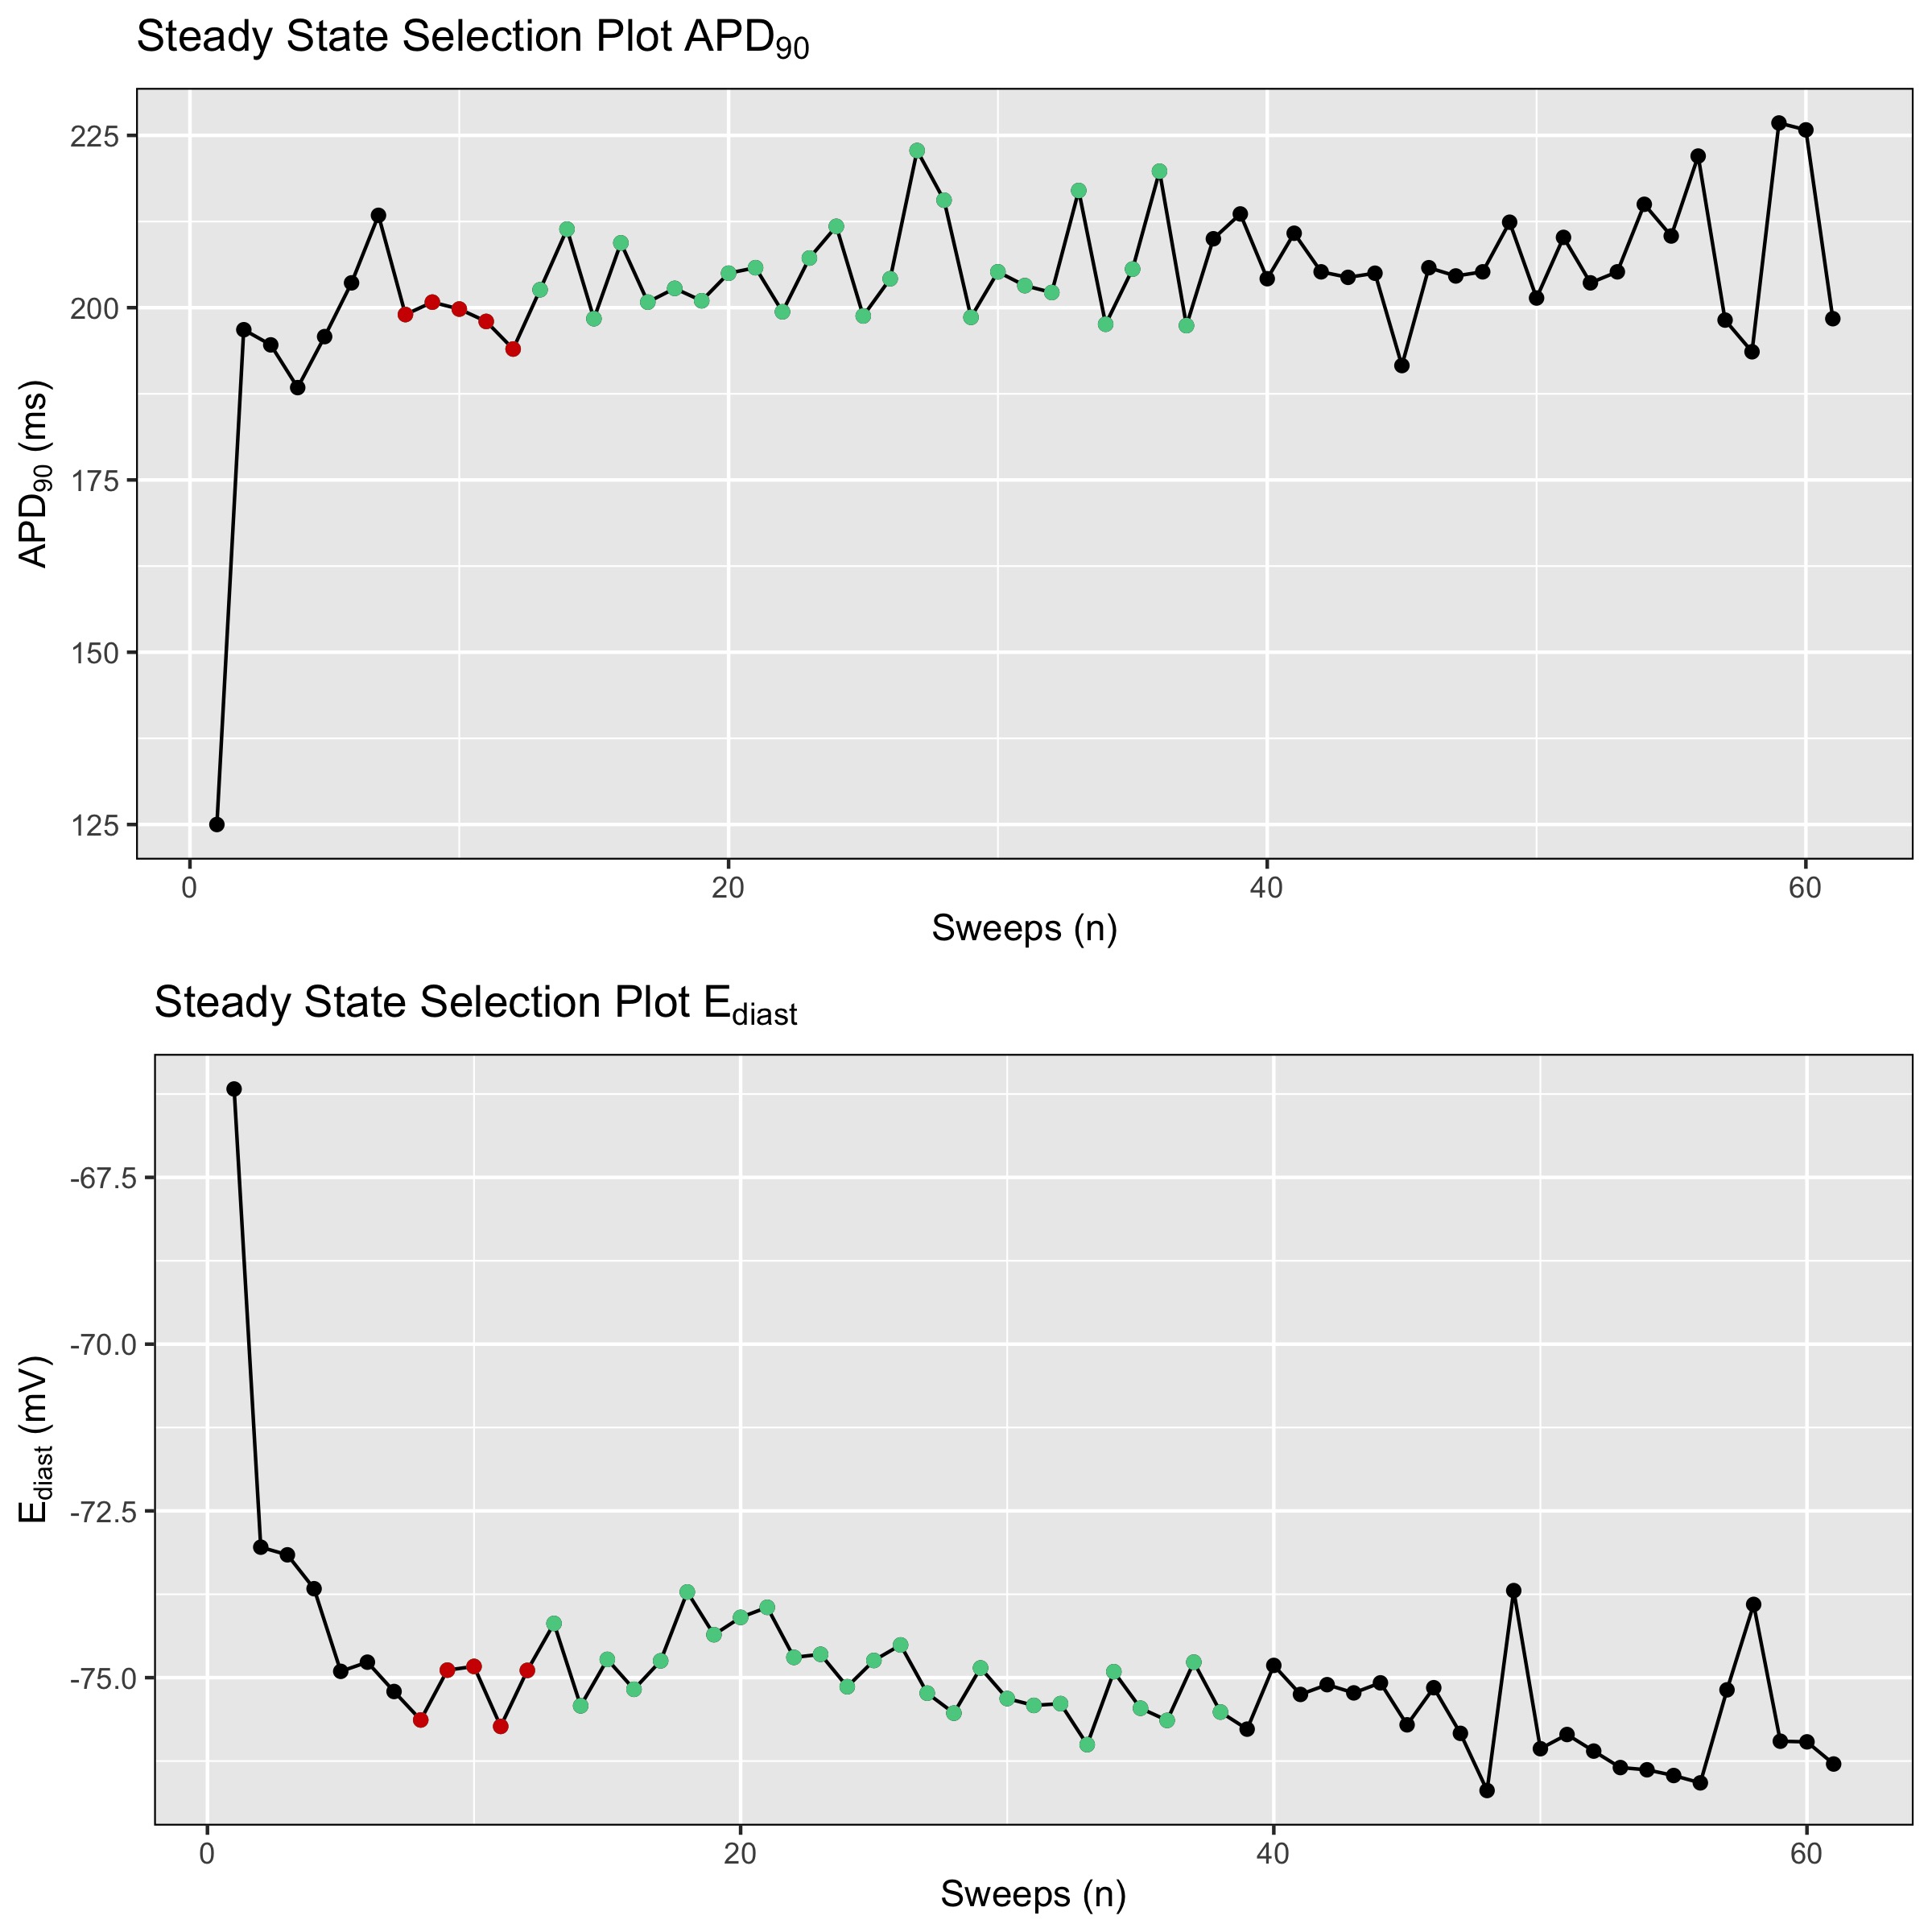 Steady State Selection Plot APD90
225
200
175
150
125
APD90 (ms)
0 20 40 60
Sweeps (n)
Steady State Selection Plot Ediast
-67.5
-70.0
-72.5
-75.0
Ediast (mV)
0 20 40 60
Sweeps (n)